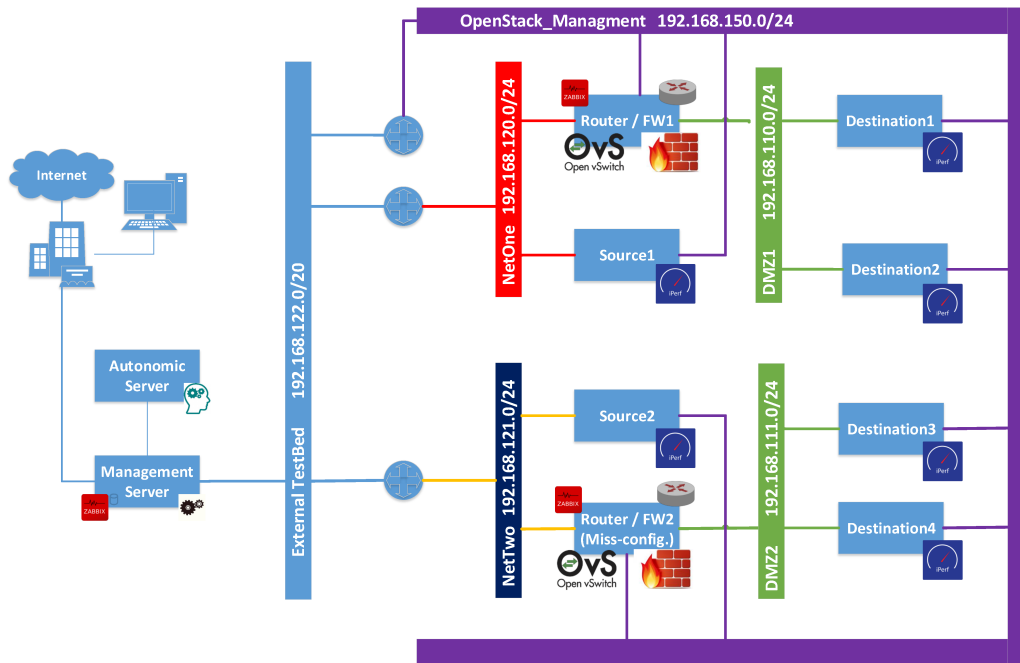 OpenStack_Managment 192.168.150.0/24
Internet
Autonomic
Server
Management
Server
ZABBIX
External TestBed 192.168.122.0/20
NetOne 192.168.120.0/24
ZABBIX
Router / FW1
OvS
Open vSwitch
Source1
iPerf
DMZ1 192.168.110.0/24
Destination1
iPerf
Destination2
iPerf
NetTwo 192.168.121.0/24
Source2
iPerf
ZABBIX
Router / FW2
(Miss-config.)
OvS
Open vSwitch
DMZ2 192.168.111.0/24
Destination3
iPerf
Destination4
iPerf